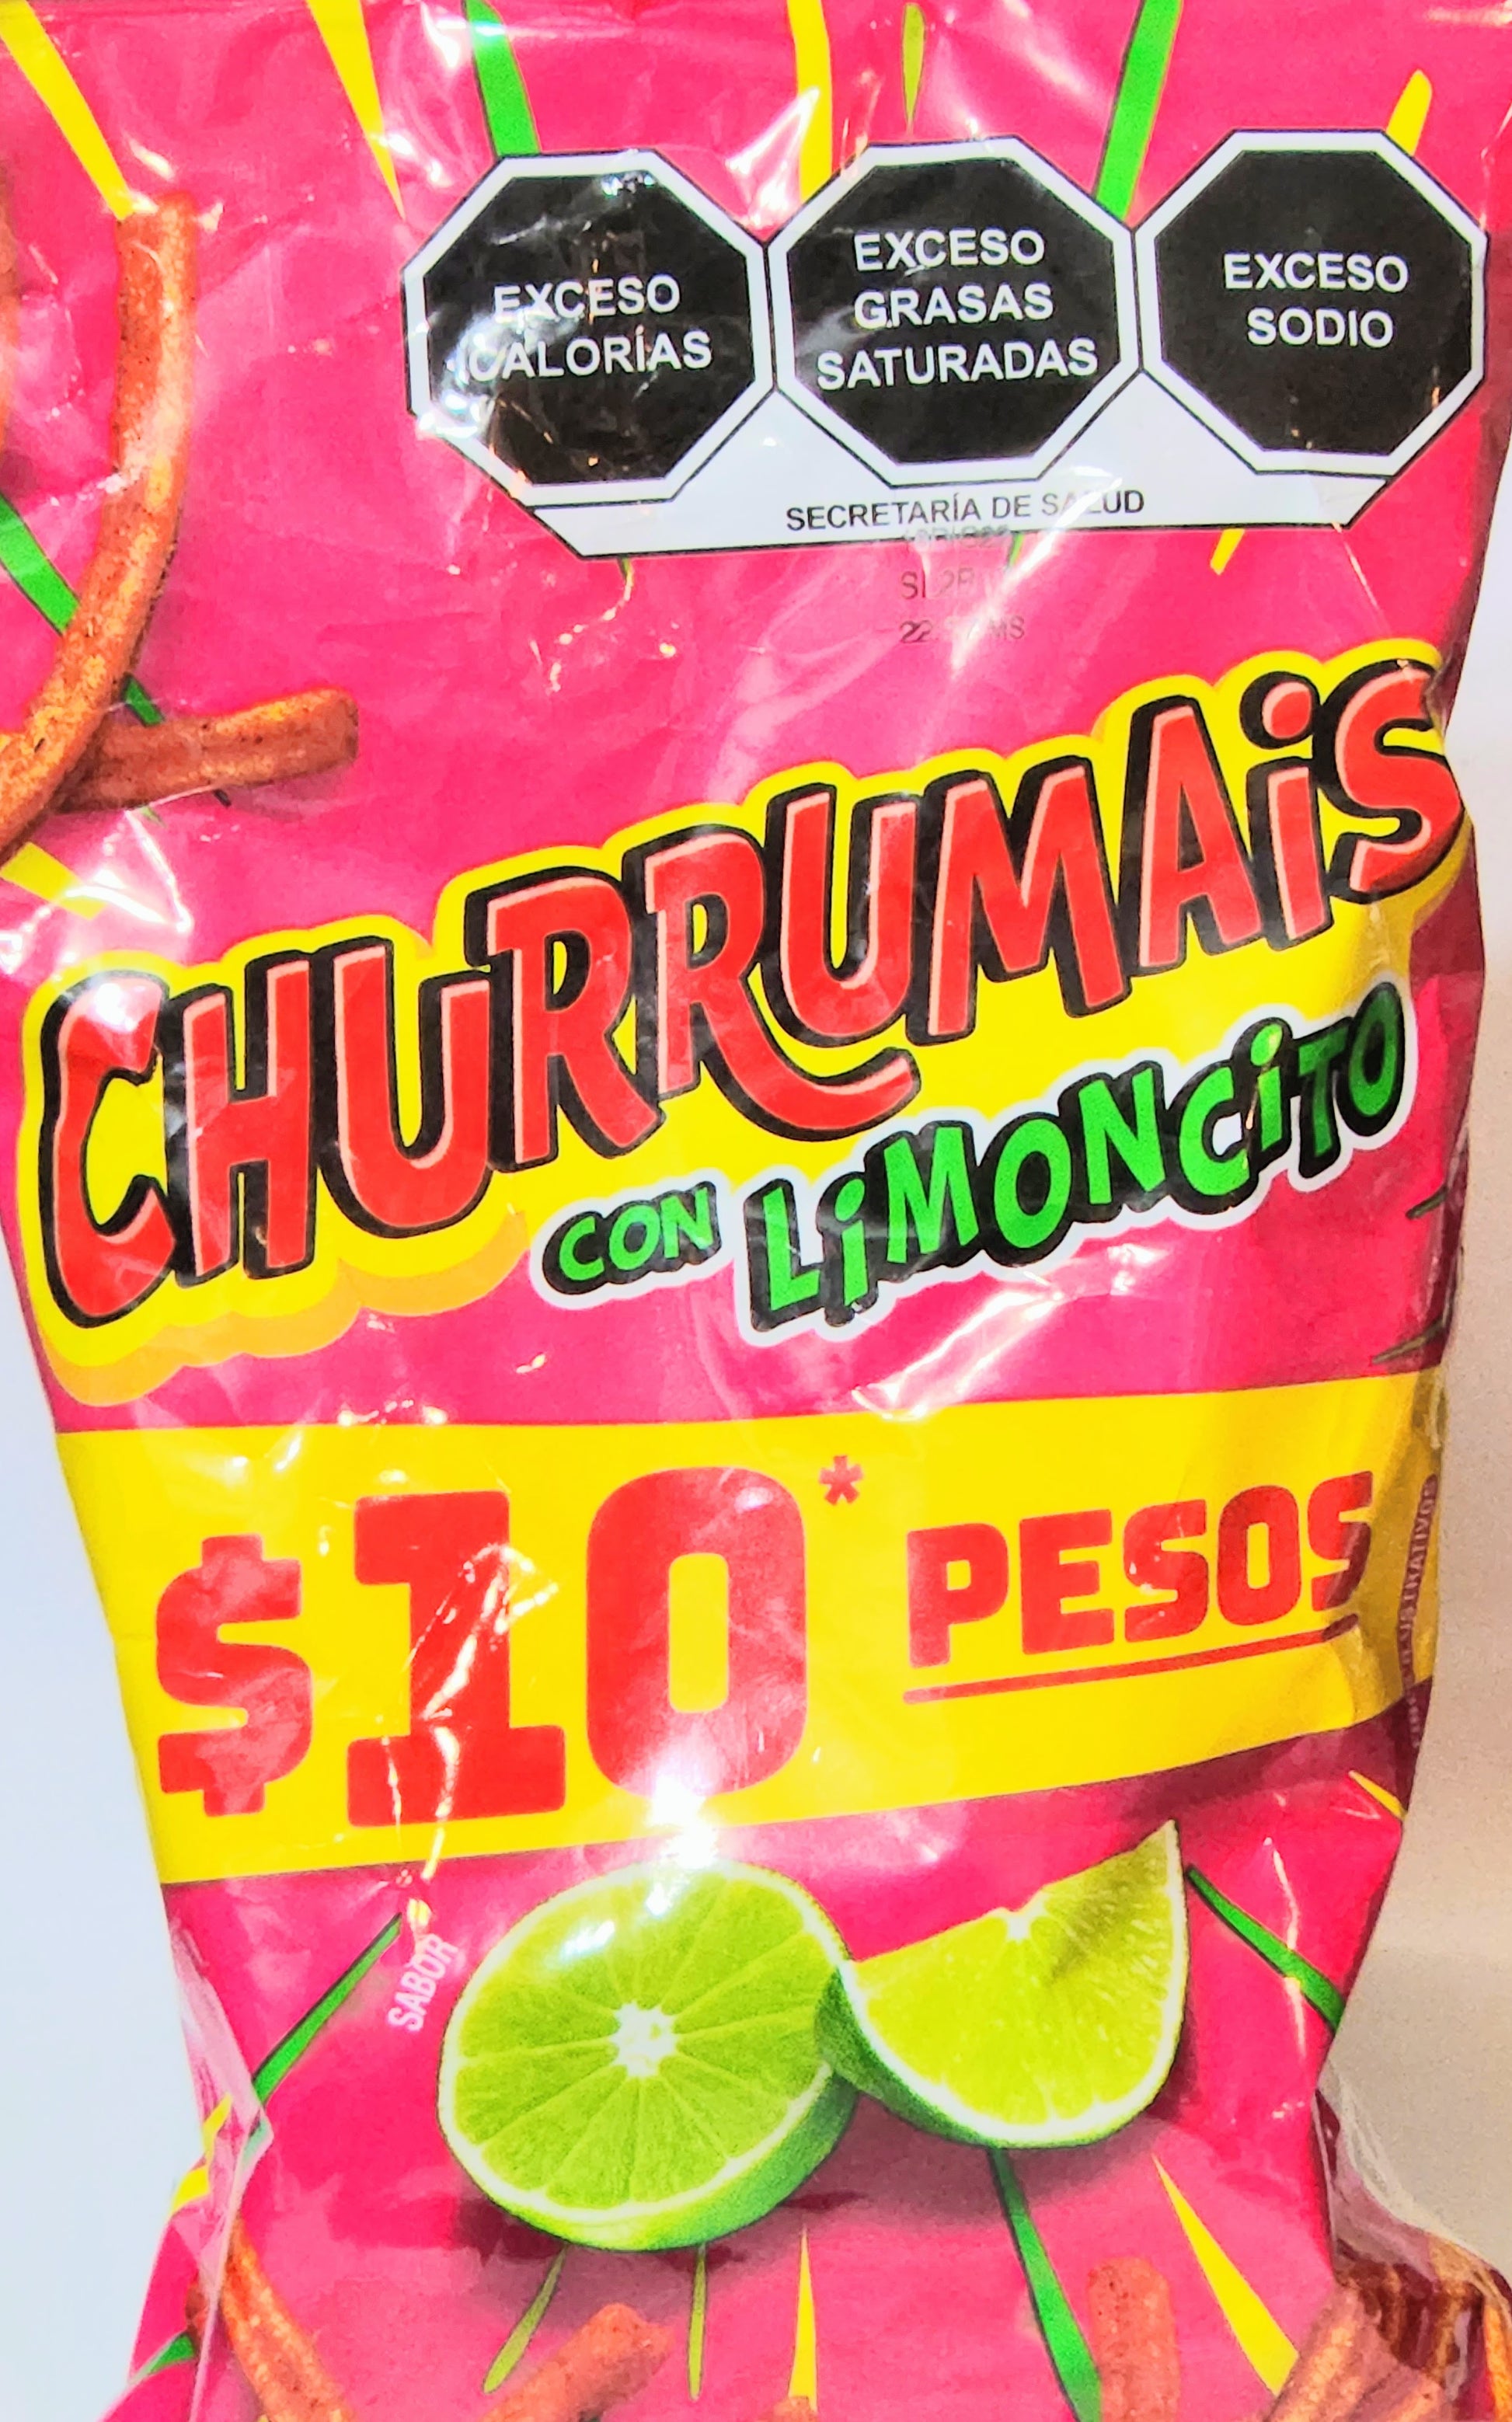 EXCESO
CALORÍAS
EXCESO
GRASAS
SATURADAS
EXCESO
SODIO
SECRETARÍA DE SALUD
CHURRUMAiS
CON LiMONCiTO
$10* PESOS
SABOR